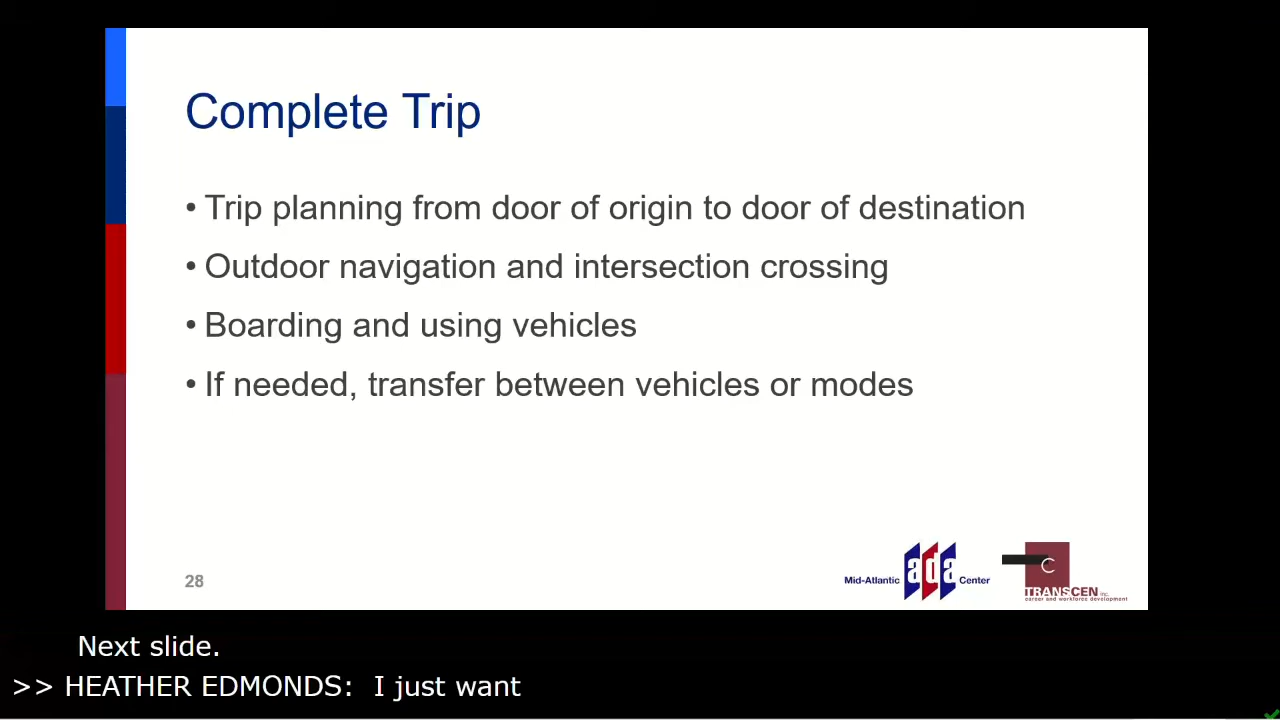 Complete Trip
• Trip planning from door of origin to door of destination
• Outdoor navigation and intersection crossing
• Boarding and using vehicles
• If needed, transfer between vehicles or modes
28
Mid-Atlantic ada Center
C
TRANSCEN inc.
career and workforce development
Next slide.
>> HEATHER EDMONDS: I just want